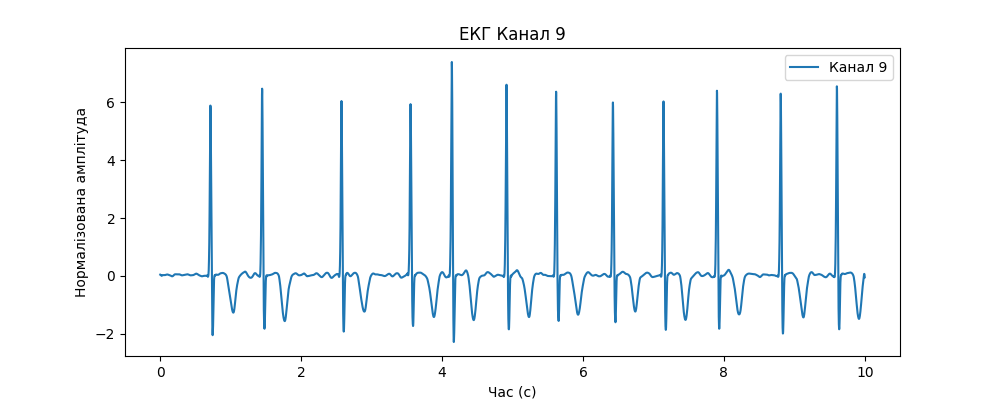 ЕКГ Канал 9
Канал 9
Нормалізована амплітуда
6
4
2
0
−2
0 2 4 6 8 10
Час (с)